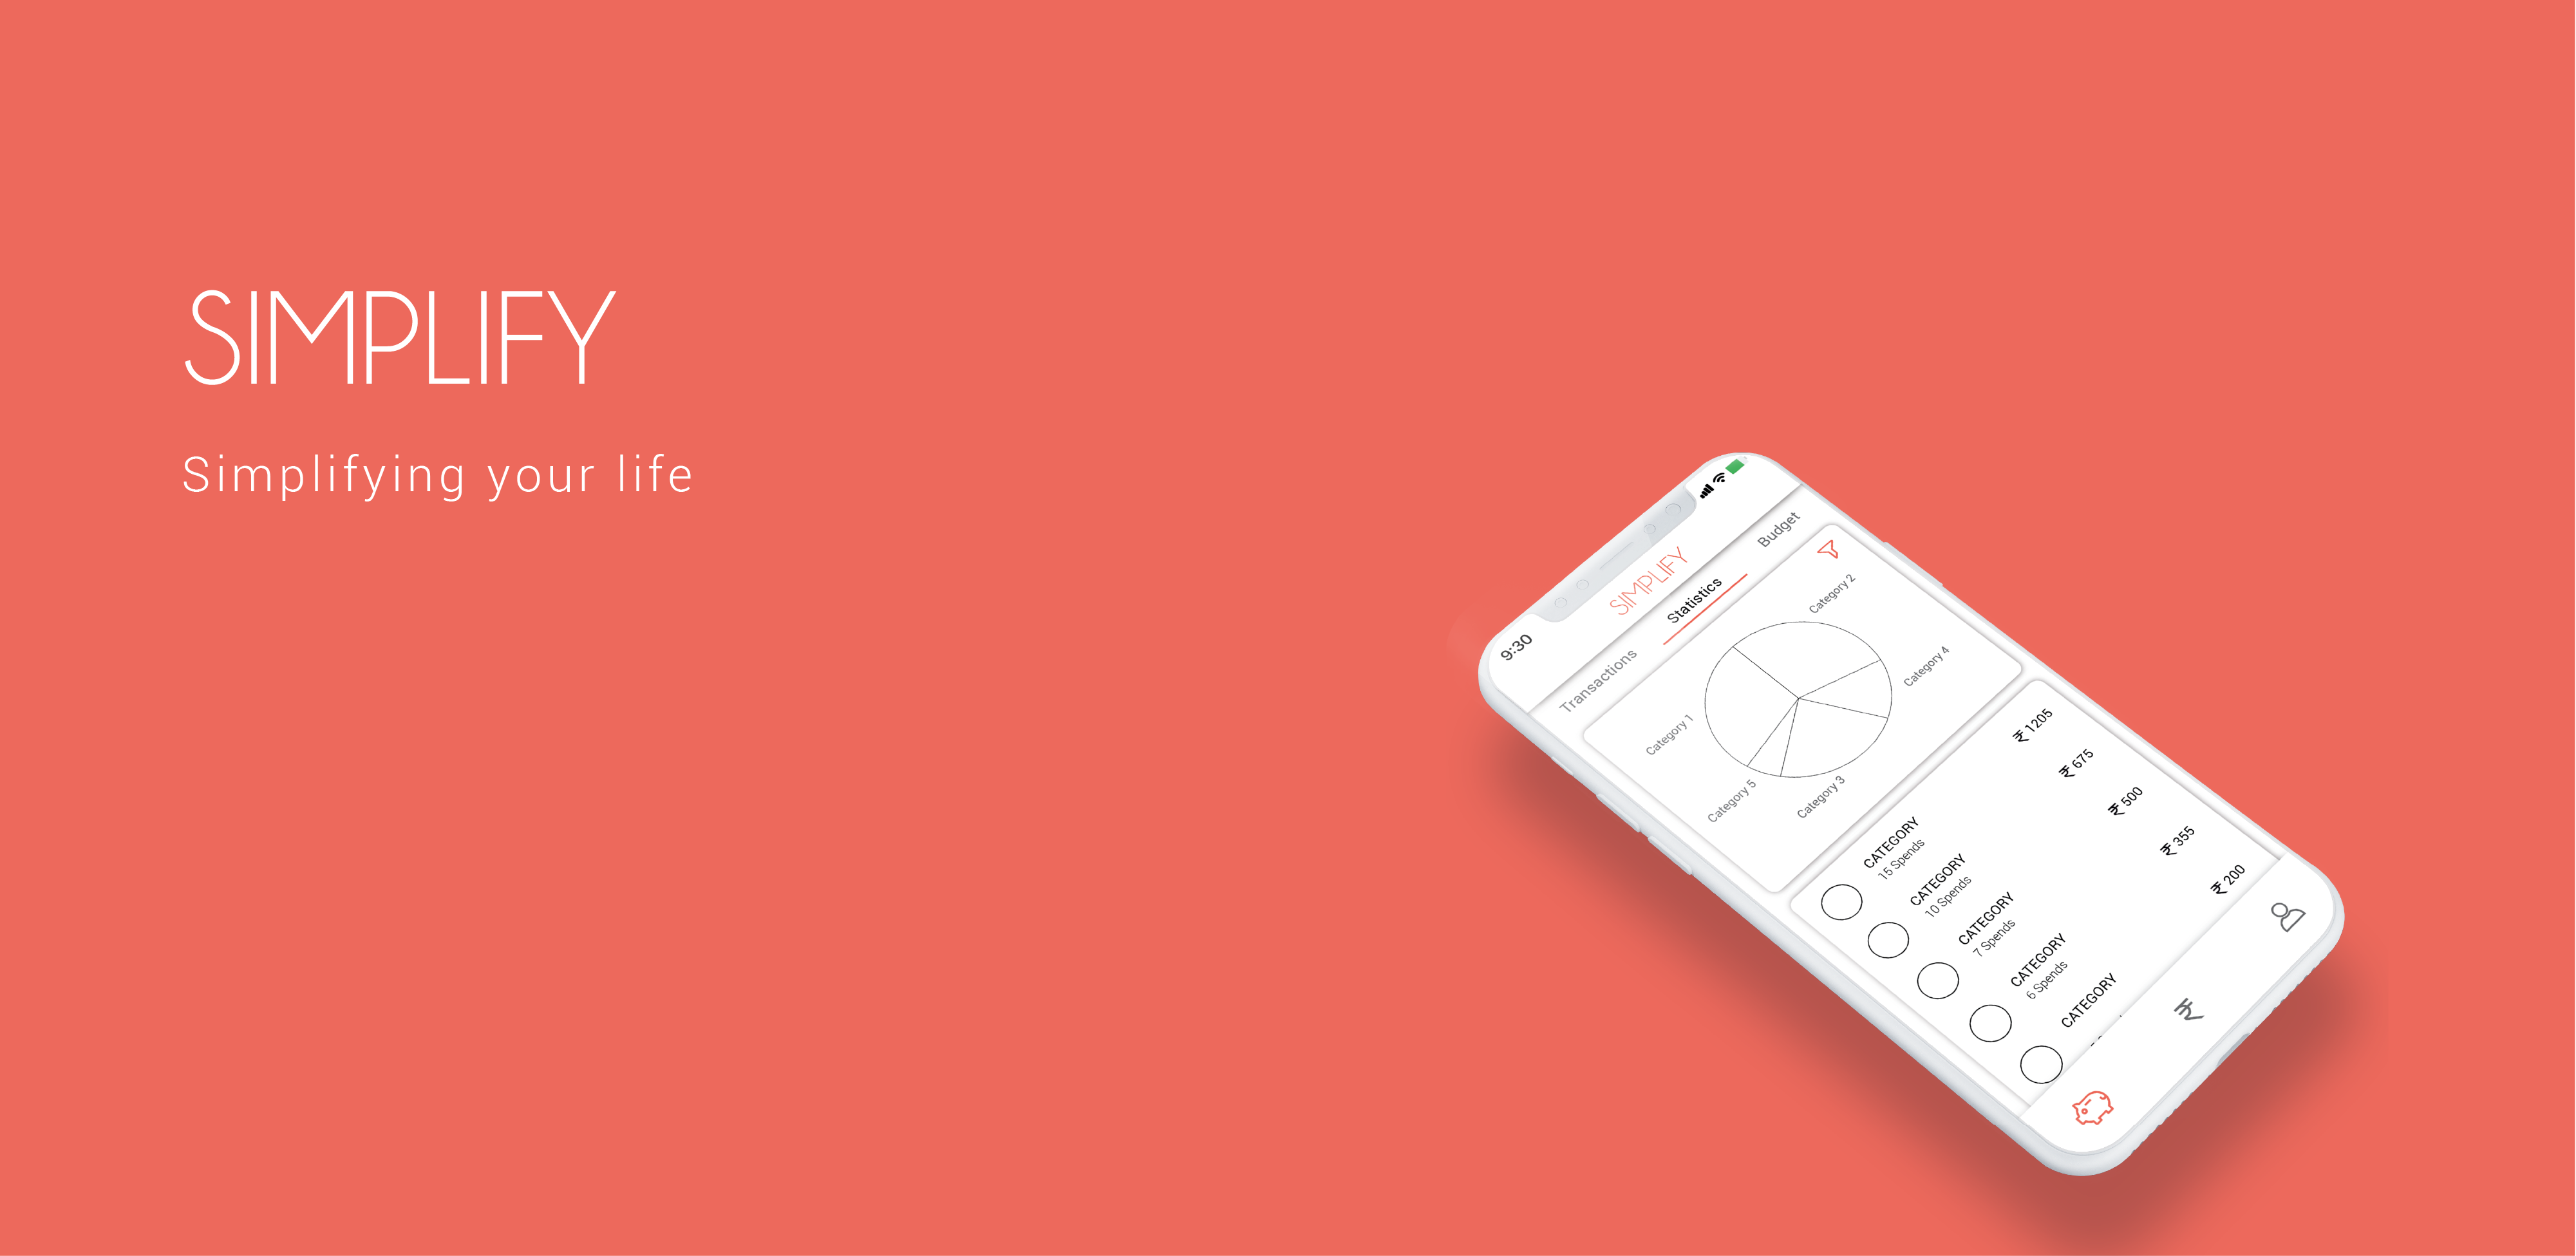 SIMPLIFY
Simplifying your life
9:30
SIMPLIFY
Transactions
Statistics
Budget
Category 2
Category 4
Category 1
Category 5
Category 3
CATEGORY
15 Spends
₹ 1205
CATEGORY
10 Spends
₹ 675
CATEGORY
7 Spends
₹ 500
CATEGORY
6 Spends
₹ 355
CATEGORY
₹ 200
₹